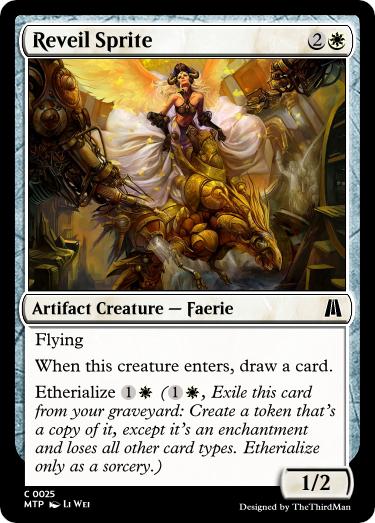 Reveil Sprite 2
Artifact Creature — Faerie
Flying
When this creature enters, draw a card.
Etherialize 1 (1, Exile this card
from your graveyard: Create a token that's
a copy of it, except it's an enchantment
and loses all other card types. Etherialize
only as a sorcery.)
1/2
C 0025
MTP Li Wei
Designed by TheThirdMan